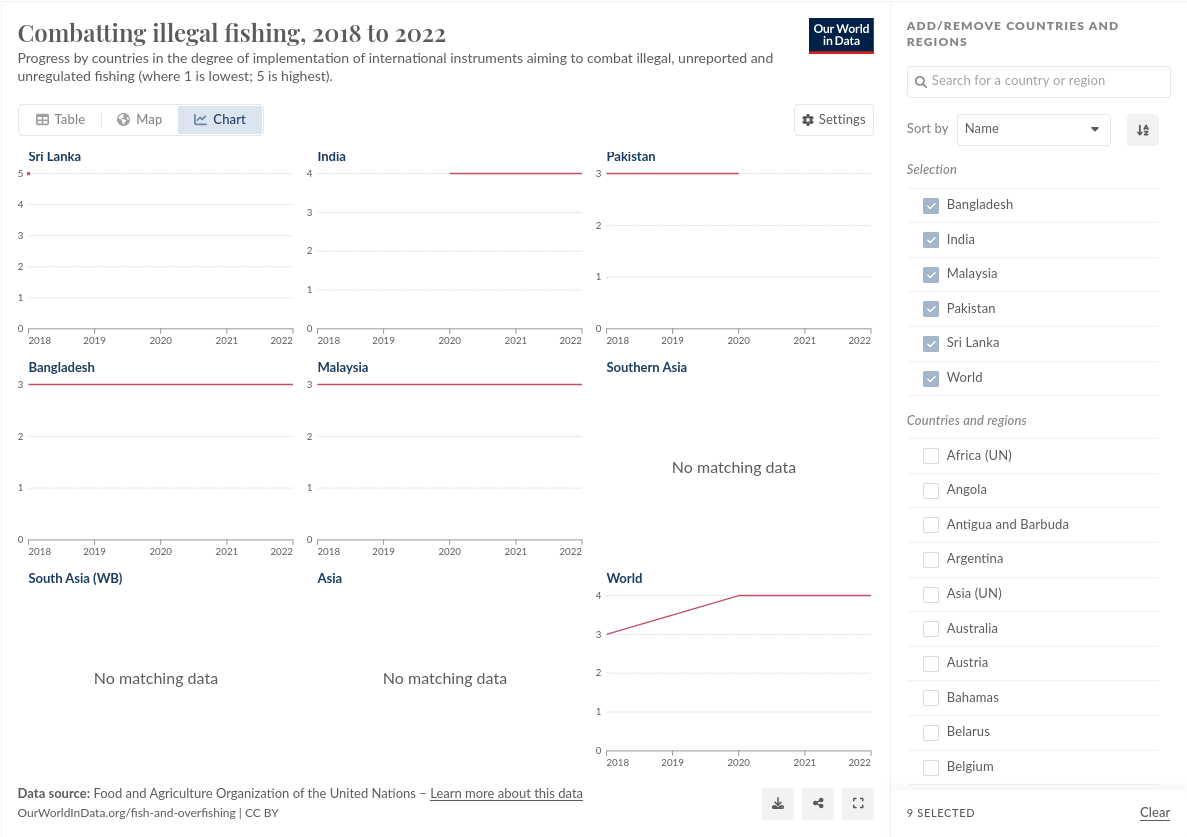 Combatting illegal fishing, 2018 to 2022
Progress by countries in the degree of implementation of international instruments aiming to combat illegal, unreported and
unregulated fishing (where 1 is lowest; 5 is highest).
Our World
in Data
Table
Map
Chart
Settings
Sri Lanka
5
4
3
2
1
0
2018
2019
2020
2021
2022
India
4
3
2
1
0
2018
2019
2020
2021
2022
Pakistan
3
2
1
0
2018
2019
2020
2021
2022
Bangladesh
3
2
1
0
2018
2019
2020
2021
2022
Malaysia
3
2
1
0
2018
2019
2020
2021
2022
Southern Asia
No matching data
South Asia (WB)
No matching data
Asia
No matching data
World
4
3
2
1
0
2018
2019
2020
2021
2022
Data source: Food and Agriculture Organization of the United Nations – Learn more about this data
OurWorldInData.org/fish-and-overfishing | CC BY
ADD/REMOVE COUNTRIES AND
REGIONS
Search for a country or region
Sort by
Name
Selection
Bangladesh
India
Malaysia
Pakistan
Sri Lanka
World
Countries and regions
Africa (UN)
Angola
Antigua and Barbuda
Argentina
Asia (UN)
Australia
Austria
Bahamas
Belarus
Belgium
9 SELECTED
Clear